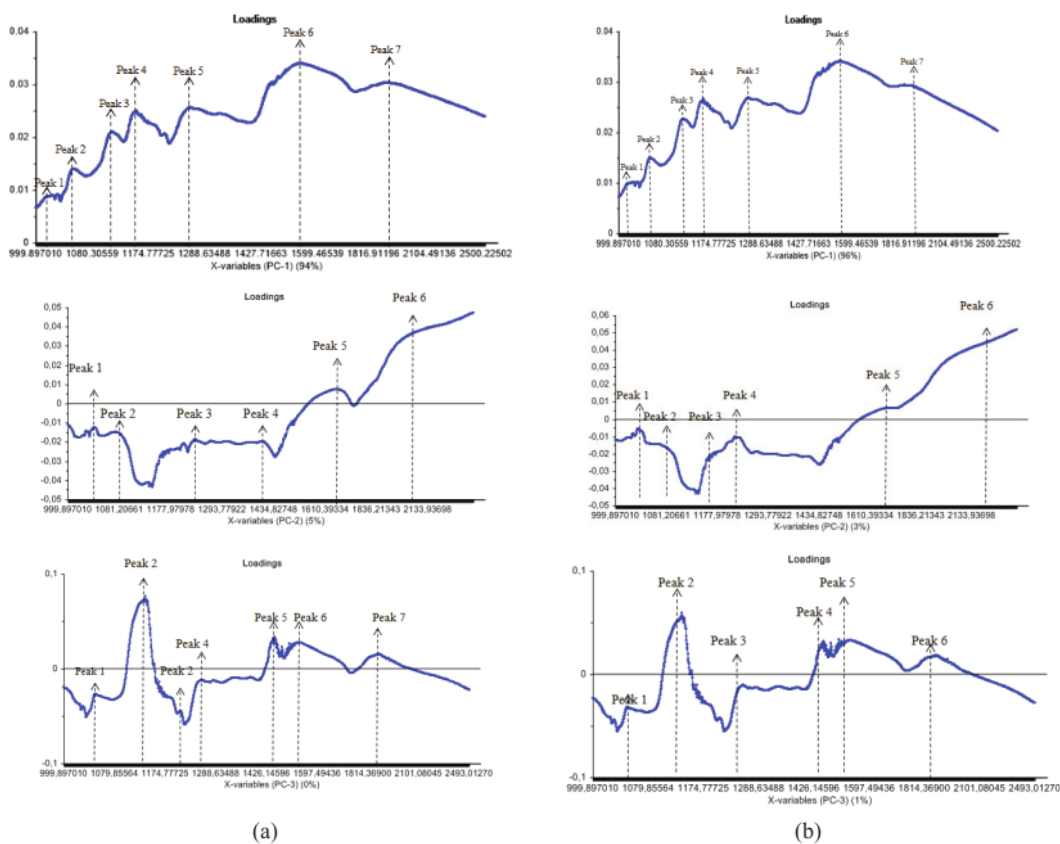 Loadings
0.04
0.03
0.02
0.01
0
Peak 1
Peak 2
Peak 3
Peak 4
Peak 5
Peak 6
Peak 7
999.897010 1080.30559 1174.77725 1288.63488 1427.71663 1599.46539 1816.91196 2104.49136 2500.22502
X-variables (PC-1) (94%)
Loadings
0.04
0.03
0.02
0.01
0
Peak 1
Peak 2
Peak 3
Peak 4
Peak 5
Peak 6
Peak 7
999.897010 1080.30559 1174.77725 1288.63488 1427.71663 1599.46539 1816.91196 2104.49136 2500.22502
X-variables (PC-1) (96%)
Loadings
0,05
0,04
0,03
0,02
0,01
0
-0,01
-0,02
-0,03
-0,04
-0,05
Peak 1
Peak 2
Peak 3
Peak 4
Peak 5
Peak 6
999,897010 1081,20661 1177,97978 1293,77922 1434,82748 1610,39334 1836,21343 2133,93698
X-variables (PC-2) (5%)
Loadings
0,06
0,05
0,04
0,03
0,02
0,01
0
-0,01
-0,02
-0,03
-0,04
-0,05
Peak 1
Peak 2
Peak 3
Peak 4
Peak 5
Peak 6
999,897010 1081,20661 1177,97978 1293,77922 1434,82748 1610,39334 1836,21343 2133,93698
X-variables (PC-2) (3%)
Loadings
0,1
0
-0,1
Peak 1
Peak 2
Peak 2
Peak 4
Peak 5
Peak 6
Peak 7
999,897010 1079,85564 1174,77725 1288,63488 1426,14596 1597,49436 1814,36900 2101,08045 2493,01270
X-variables (PC-3) (0%)
Loadings
0,1
0
-0,1
Peak 1
Peak 2
Peak 3
Peak 4
Peak 5
Peak 6
999,897010 1079,85564 1174,77725 1288,63488 1426,14596 1597,49436 1814,36900 2101,08045 2493,01270
X-variables (PC-3) (1%)
(a)
(b)